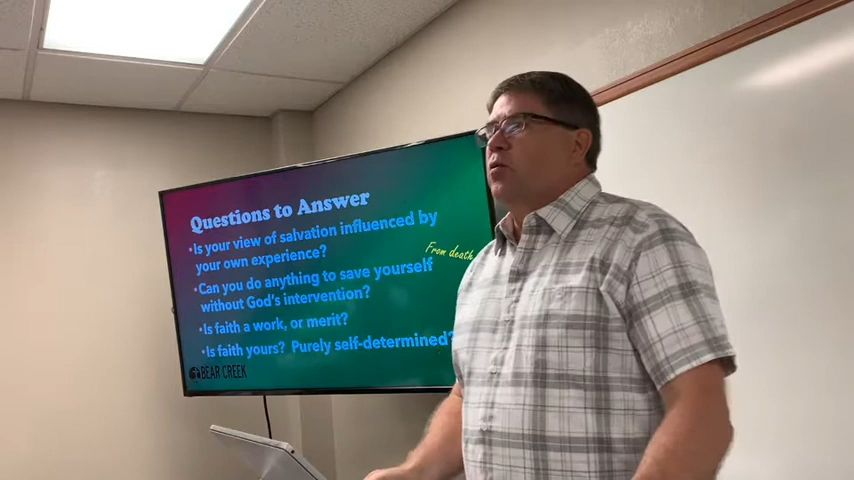 Questions to Answer
•Is your view of salvation influenced by
your own experience?
From death
•Can you do anything to save yourself
without God's intervention?
•Is faith a work, or merit?
•Is faith yours? Purely self-determined?
BEAR CREEK